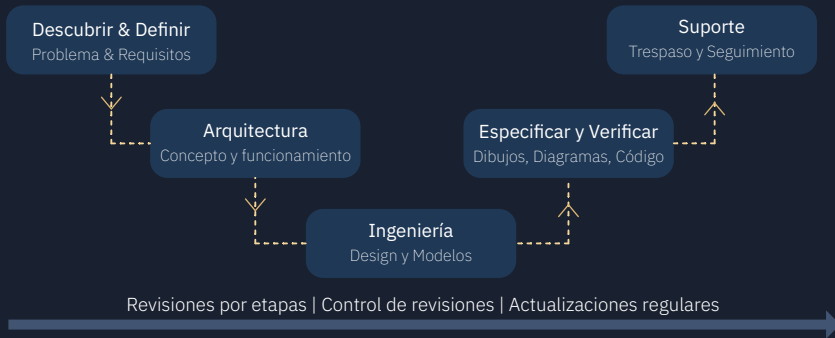 Descubrir & Definir
Problema & Requisitos
Arquitectura
Concepto y funcionamiento
Ingeniería
Design y Modelos
Especificar y Verificar
Dibujos, Diagramas, Código
Suporte
Trespaso y Seguimiento
Revisiones por etapas | Control de revisiones | Actualizaciones regulares